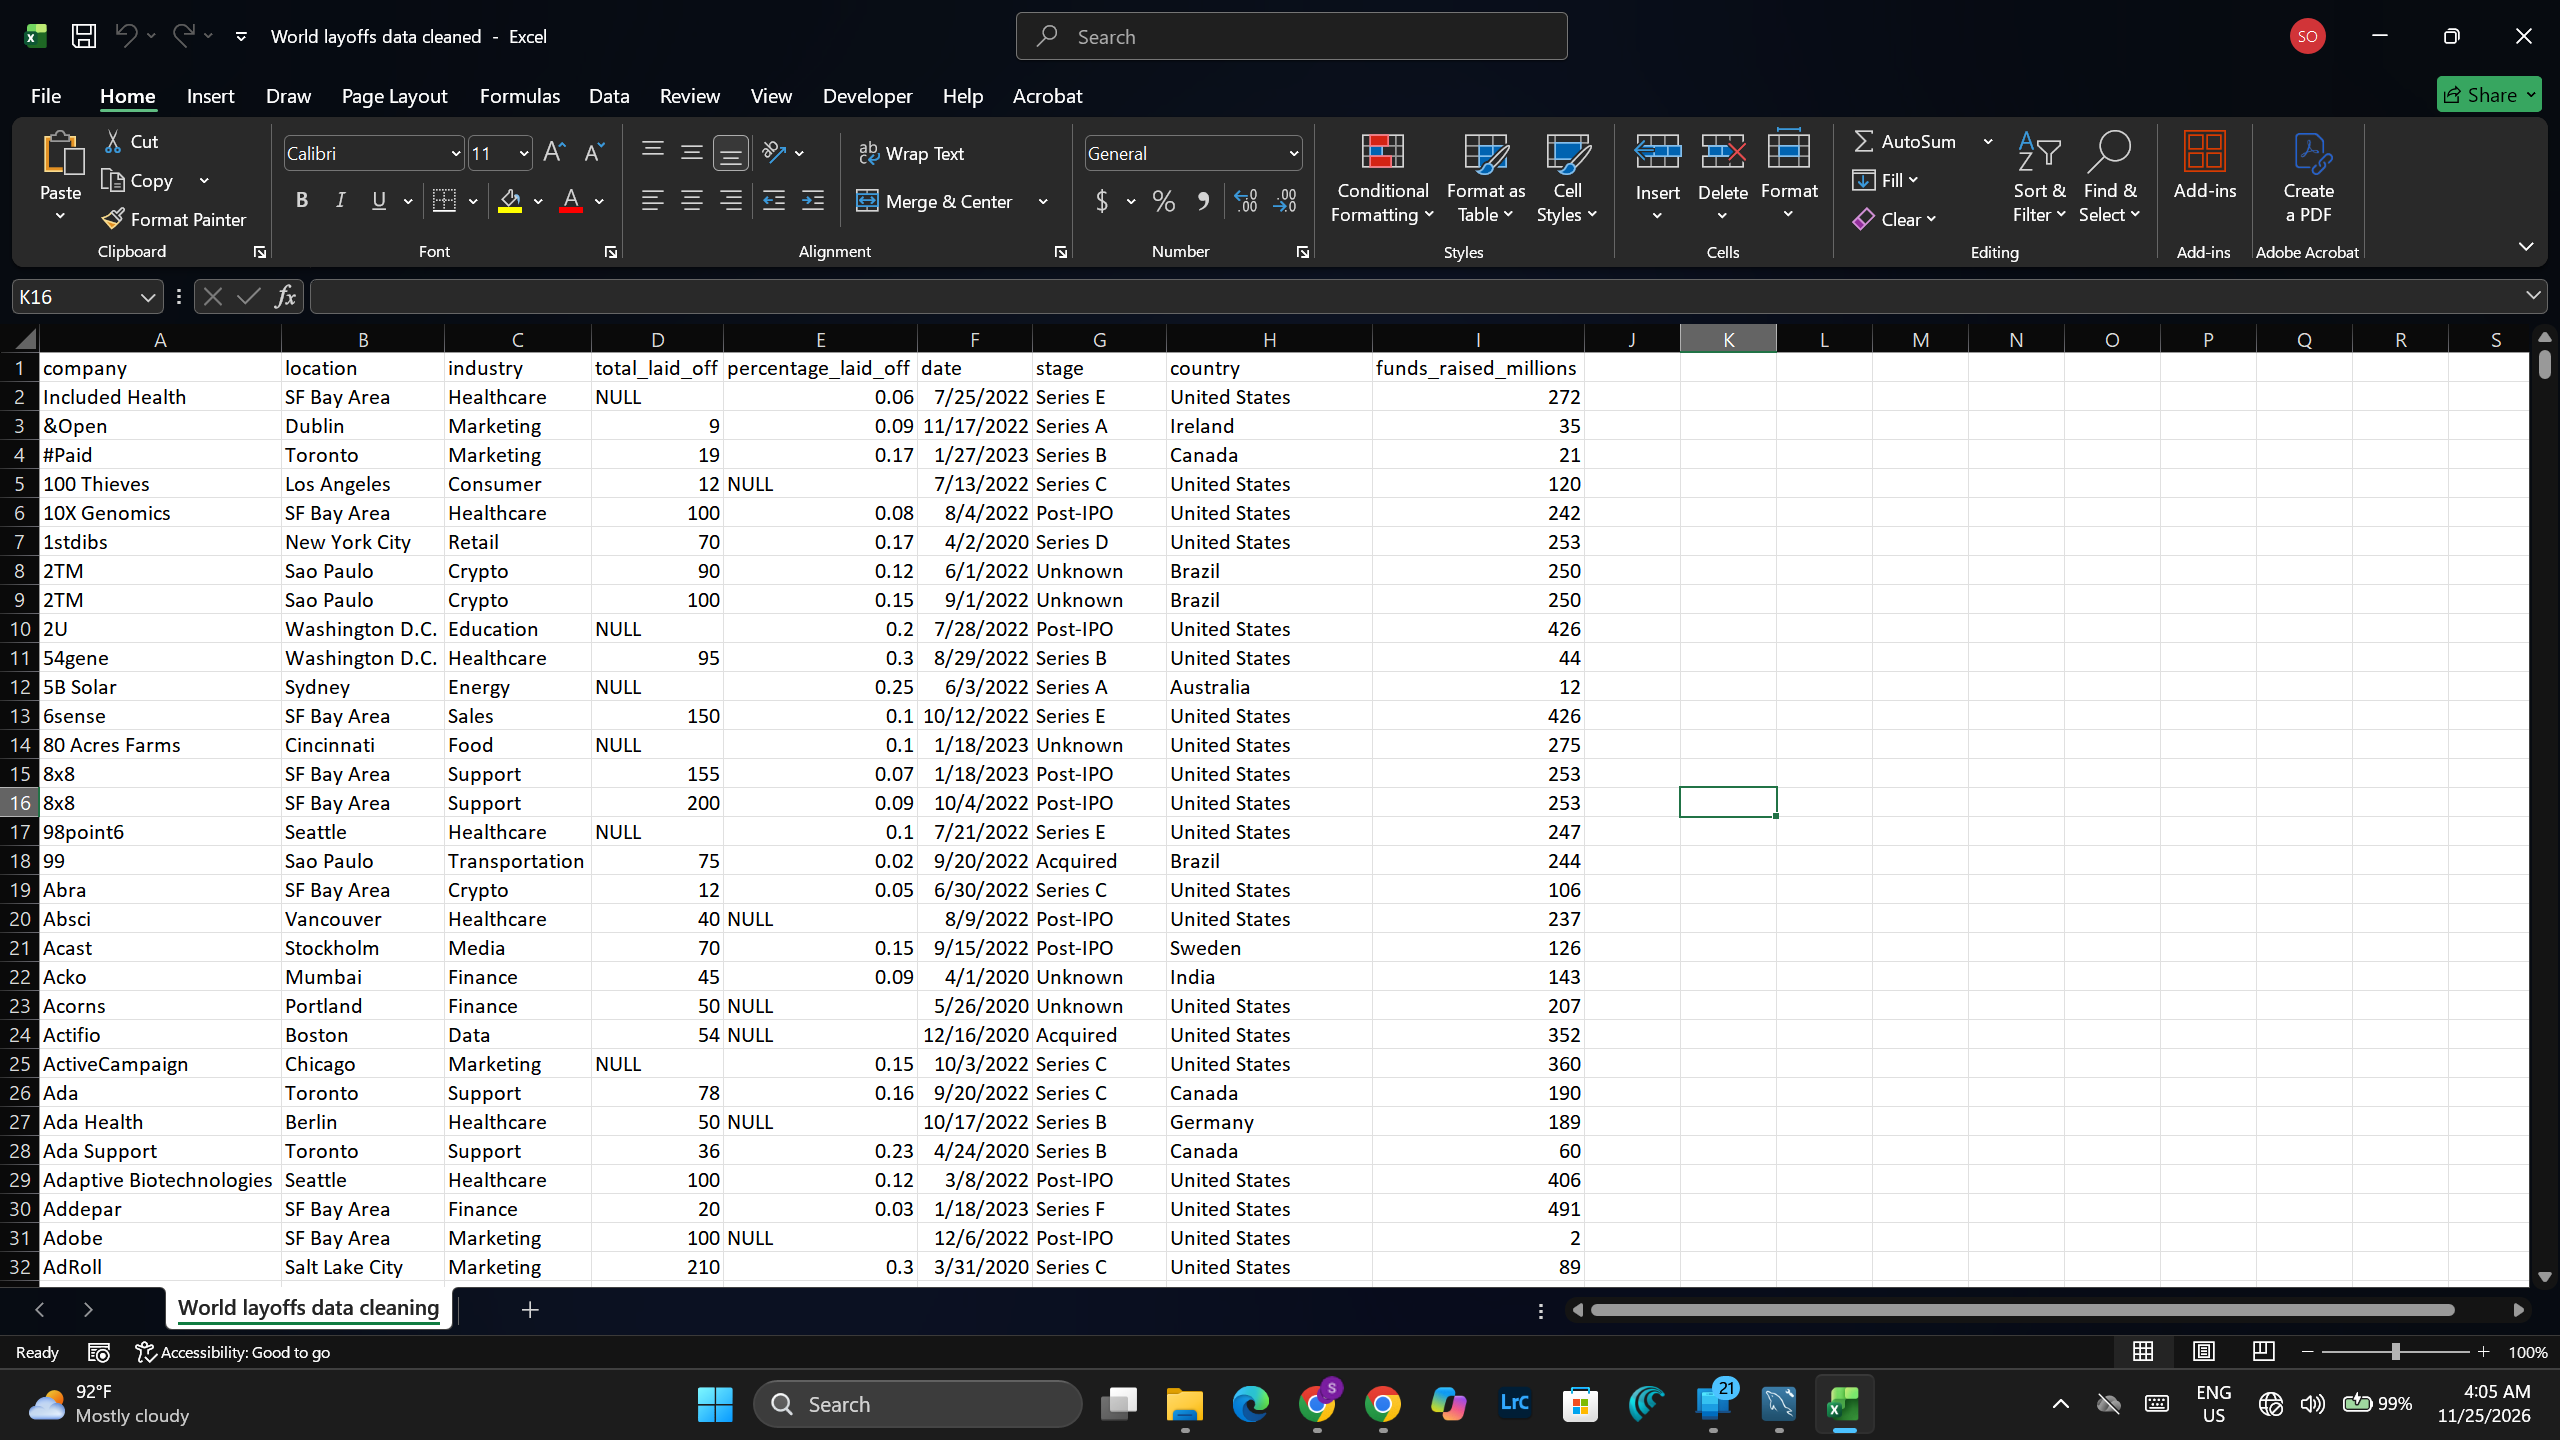 World layoffs data cleaned - Excel
Search
SO
File Home Insert Draw Page Layout Formulas Data Review View Developer Help Acrobat
Share
Paste
Cut
Copy
Format Painter
Clipboard
Calibri 11
B I U
Font
Wrap Text
Merge & Center
Alignment
General
$ % 9
Number
Conditional Formatting
Format as Table
Cell Styles
Styles
Insert Delete Format
Cells
AutoSum
Fill
Clear
Sort & Filter
Find & Select
Editing
Add-ins
Add-ins
Create a PDF
Adobe Acrobat
K16 fx
A B C D E F G H I J K L M N O P Q R S
1 company location industry total_laid_off percentage_laid_off date stage country funds_raised_millions
2 Included Health SF Bay Area Healthcare NULL 0.06 7/25/2022 Series E United States 272
3 &Open Dublin Marketing 9 0.09 11/17/2022 Series A Ireland 35
4 #Paid Toronto Marketing 19 0.17 1/27/2023 Series B Canada 21
5 100 Thieves Los Angeles Consumer 12 NULL 7/13/2022 Series C United States 120
6 10X Genomics SF Bay Area Healthcare 100 0.08 8/4/2022 Post-IPO United States 242
7 1stdibs New York City Retail 70 0.17 4/2/2020 Series D United States 253
8 2TM Sao Paulo Crypto 90 0.12 6/1/2022 Unknown Brazil 250
9 2TM Sao Paulo Crypto 100 0.15 9/1/2022 Unknown Brazil 250
10 2U Washington D.C. Education NULL 0.2 7/28/2022 Post-IPO United States 426
11 54gene Washington D.C. Healthcare 95 0.3 8/29/2022 Series B United States 44
12 5B Solar Sydney Energy NULL 0.25 6/3/2022 Series A Australia 12
13 6sense SF Bay Area Sales 150 0.1 10/12/2022 Series E United States 426
14 80 Acres Farms Cincinnati Food NULL 0.1 1/18/2023 Unknown United States 275
15 8x8 SF Bay Area Support 155 0.07 1/18/2023 Post-IPO United States 253
16 8x8 SF Bay Area Support 200 0.09 10/4/2022 Post-IPO United States 253
17 98point6 Seattle Healthcare NULL 0.1 7/21/2022 Series E United States 247
18 99 Sao Paulo Transportation 75 0.02 9/20/2022 Acquired Brazil 244
19 Abra SF Bay Area Crypto 12 0.05 6/30/2022 Series C United States 106
20 Absci Vancouver Healthcare 40 NULL 8/9/2022 Post-IPO United States 237
21 Acast Stockholm Media 70 0.15 9/15/2022 Post-IPO Sweden 126
22 Acko Mumbai Finance 45 0.09 4/1/2020 Unknown India 143
23 Acorns Portland Finance 50 NULL 5/26/2020 Unknown United States 207
24 Actifio Boston Data 54 NULL 12/16/2020 Acquired United States 352
25 ActiveCampaign Chicago Marketing NULL 0.15 10/3/2022 Series C United States 360
26 Ada Toronto Support 78 0.16 9/20/2022 Series C Canada 190
27 Ada Health Berlin Healthcare 50 NULL 10/17/2022 Series B Germany 189
28 Ada Support Toronto Support 36 0.23 4/24/2020 Series B Canada 60
29 Adaptive Biotechnologies Seattle Healthcare 100 0.12 3/8/2022 Post-IPO United States 406
30 Addepar SF Bay Area Finance 20 0.03 1/18/2023 Series F United States 491
31 Adobe SF Bay Area Marketing 100 NULL 12/6/2022 Post-IPO United States 2
32 AdRoll Salt Lake City Marketing 210 0.3 3/31/2020 Series C United States 89
World layoffs data cleaning
Ready Accessibility: Good to go 100%
92°F
Mostly cloudy
Search
S
LrC
21
ENG
US
99%
4:05 AM
11/25/2026